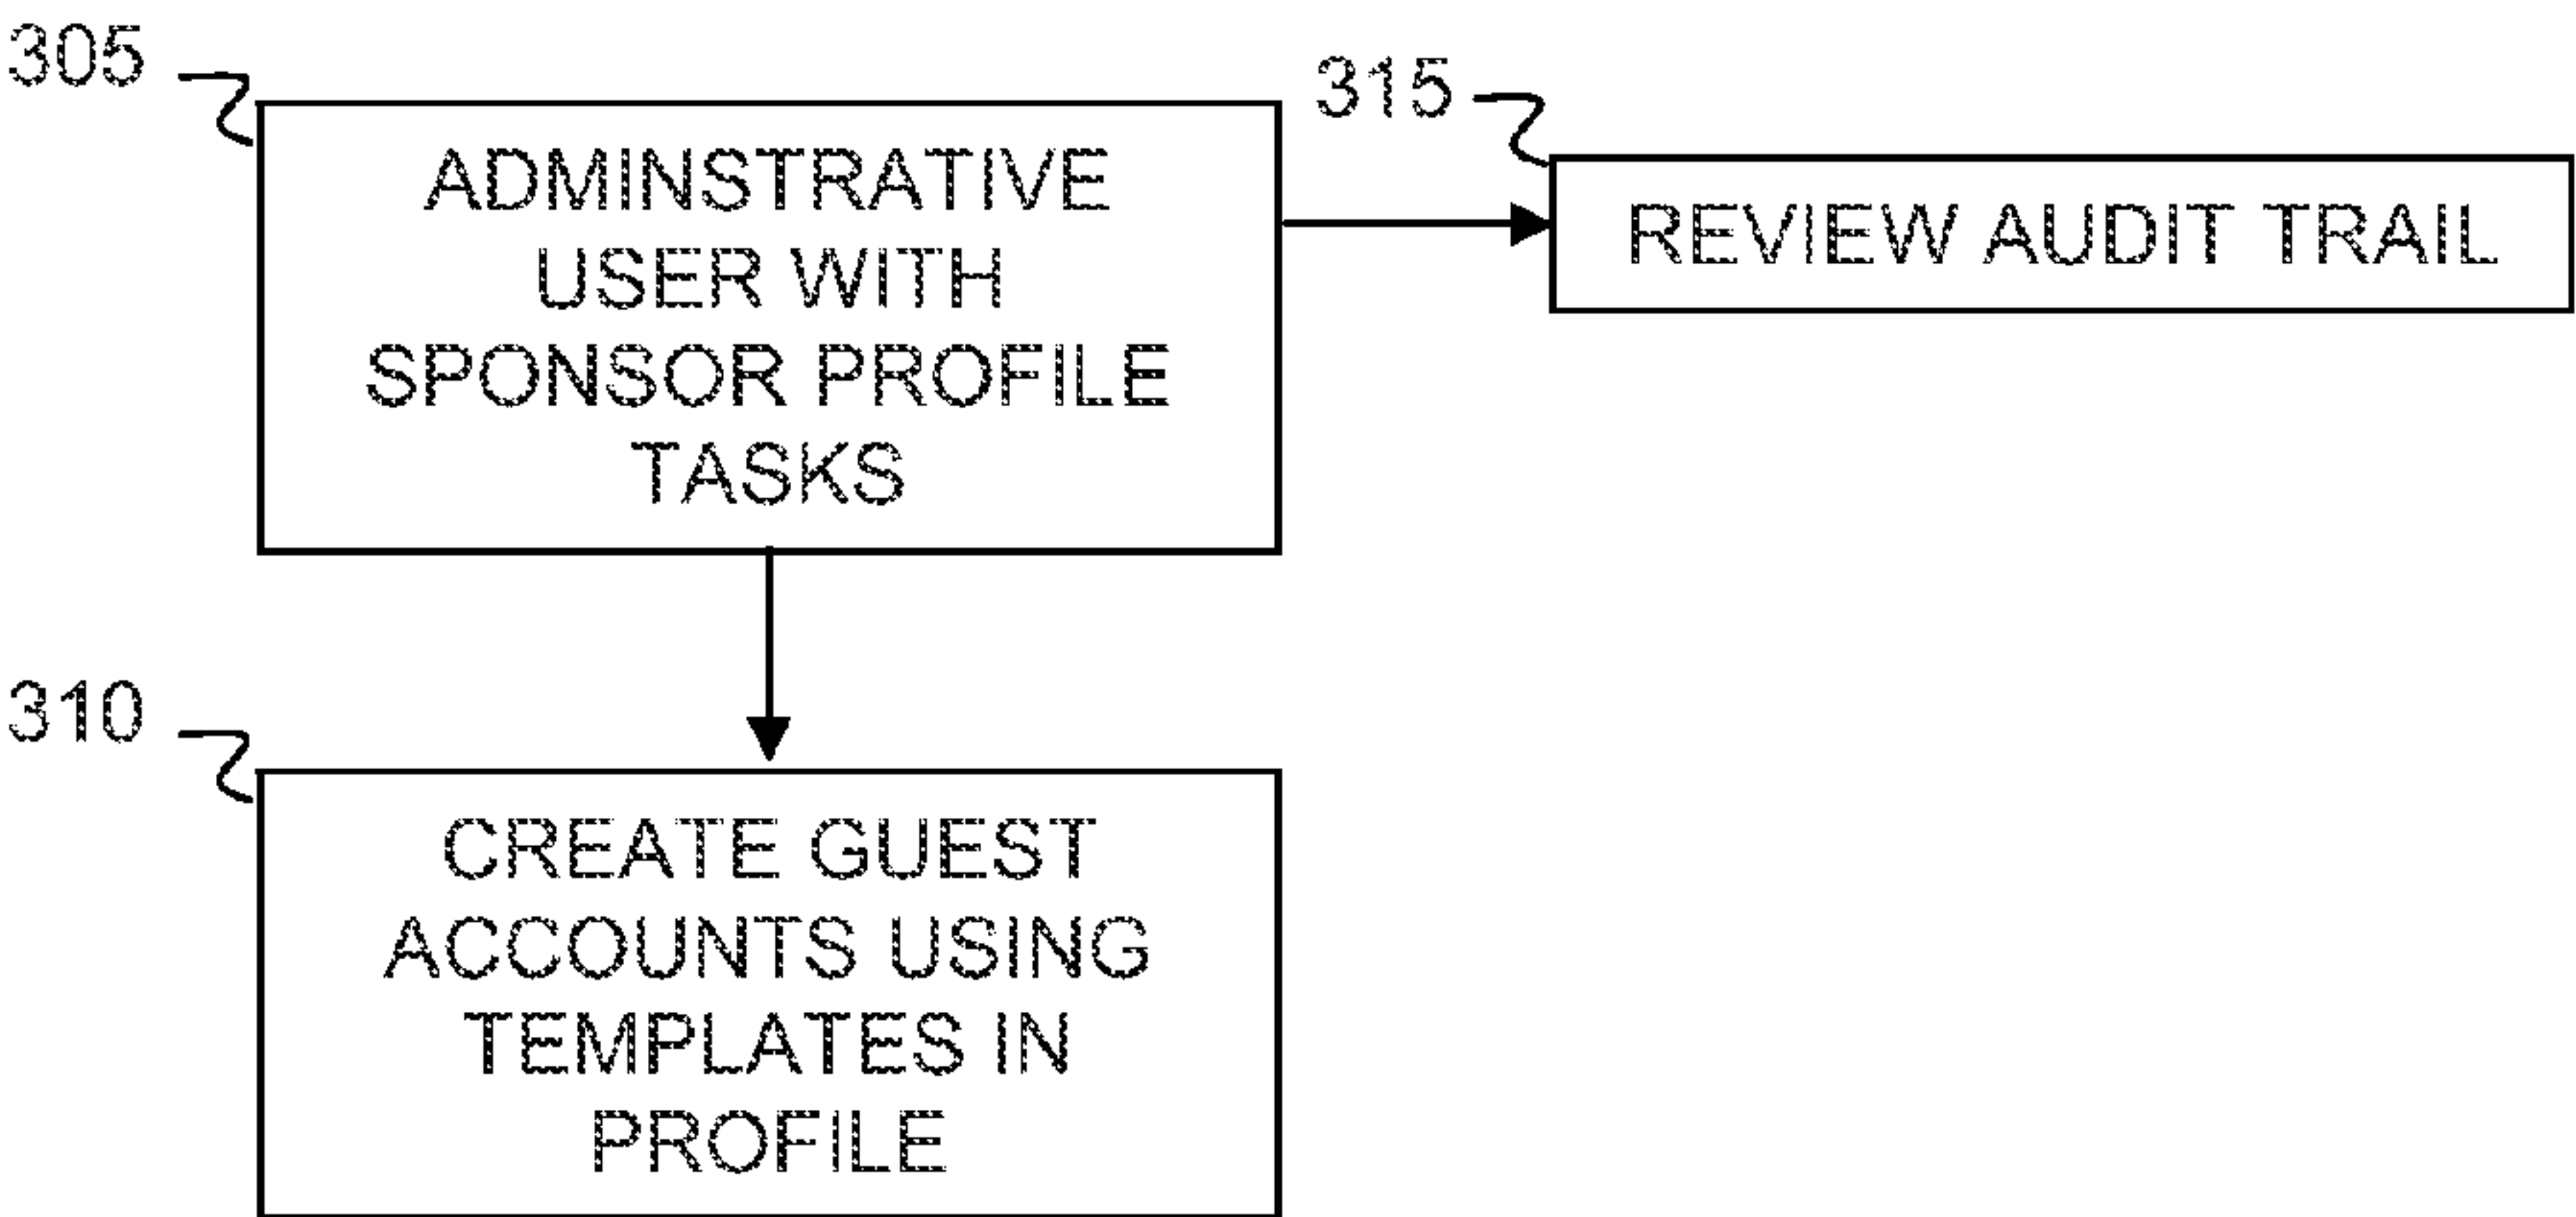 305
ADMINSTRATIVE
USER WITH
SPONSOR PROFILE
TASKS
315
REVIEW AUDIT TRAIL
310
CREATE GUEST
ACCOUNTS USING
TEMPLATES IN
PROFILE